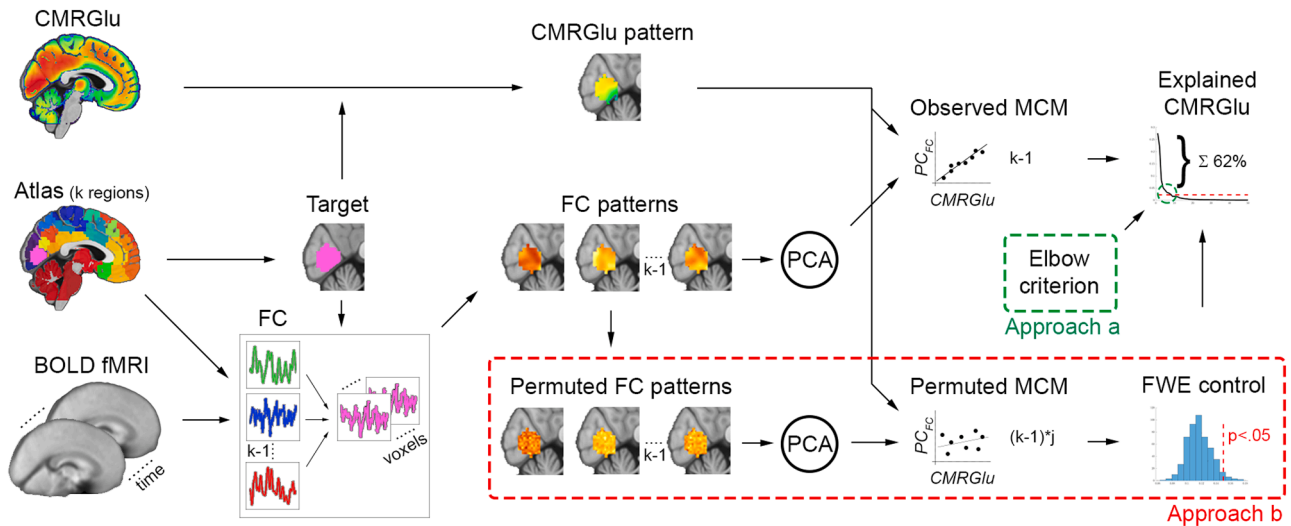 CMRGlu
CMRGlu pattern
Explained
CMRGlu
Observed MCM
PCFC
k-1
CMRGlu
Σ 62%
Atlas (k regions)
Target
FC patterns
k-1
PCA
Elbow
criterion
Approach a
FC
BOLD fMRI
time
k-1
voxels
Permuted FC patterns
k-1
PCA
Permuted MCM
PCFC
(k-1)*j
CMRGlu
FWE control
p<.05
Approach b